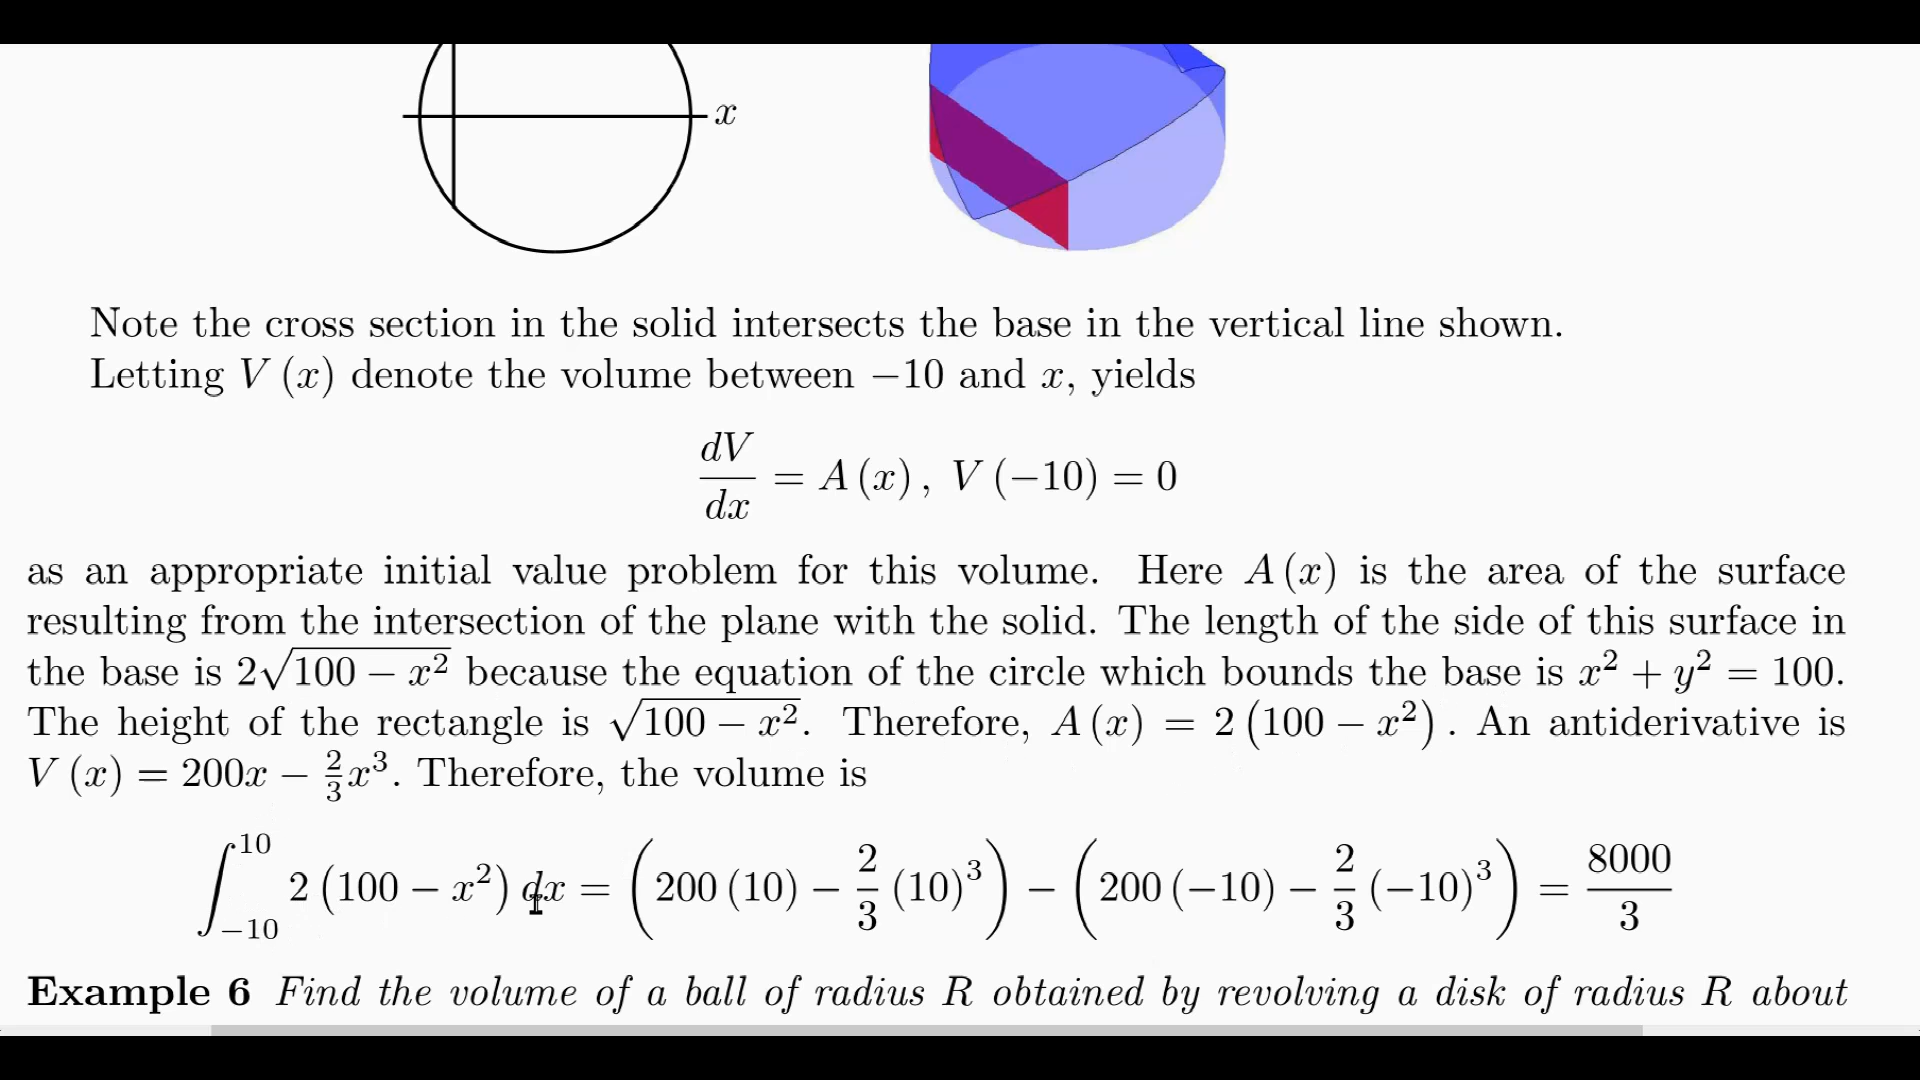 x
Note the cross section in the solid intersects the base in the vertical line shown.
Letting V (x) denote the volume between −10 and x, yields
dV/dx = A (x) , V (−10) = 0
as an appropriate initial value problem for this volume. Here A (x) is the area of the surface
resulting from the intersection of the plane with the solid. The length of the side of this surface in
the base is 2√(100 − x²) because the equation of the circle which bounds the base is x² + y² = 100.
The height of the rectangle is √(100 − x²). Therefore, A (x) = 2 (100 − x²) . An antiderivative is
V (x) = 200x − 2/3 x³. Therefore, the volume is
∫_{−10}^{10} 2 (100 − x²) dx = (200 (10) − 2/3 (10)³) − (200 (−10) − 2/3 (−10)³) = 8000/3
Example 6 Find the volume of a ball of radius R obtained by revolving a disk of radius R about